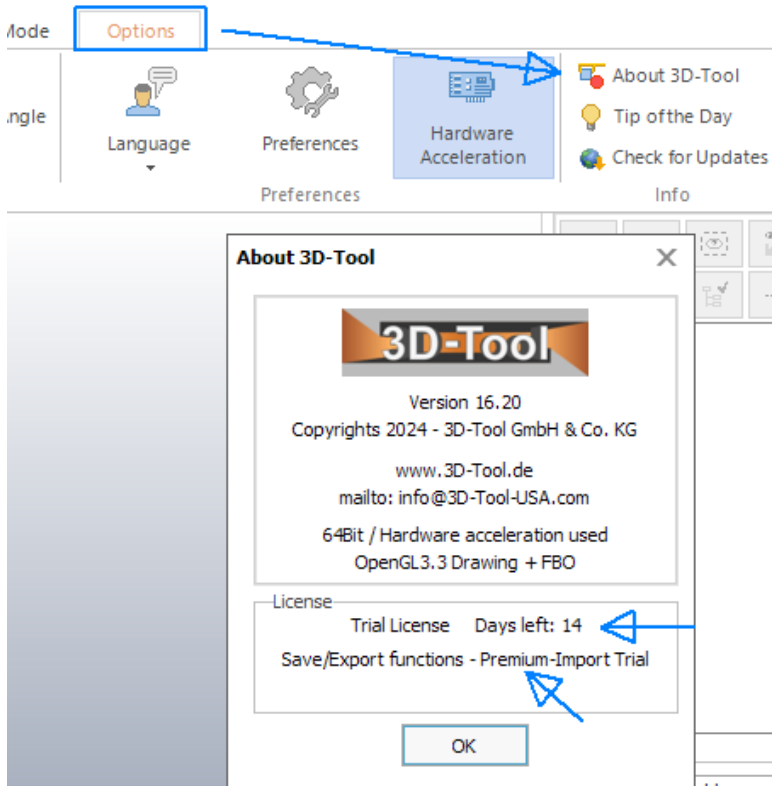 Mode
Options
Angle
Language
Preferences
Hardware
Acceleration
About 3D-Tool
Tip of the Day
Check for Updates
Preferences
Info
About 3D-Tool
3D-Tool
Version 16.20
Copyrights 2024 - 3D-Tool GmbH & Co. KG
www.3D-Tool.de
mailto: info@3D-Tool-USA.com
64Bit / Hardware acceleration used
OpenGL3.3 Drawing + FBO
License
Trial License Days left: 14
Save/Export functions - Premium-Import Trial
OK